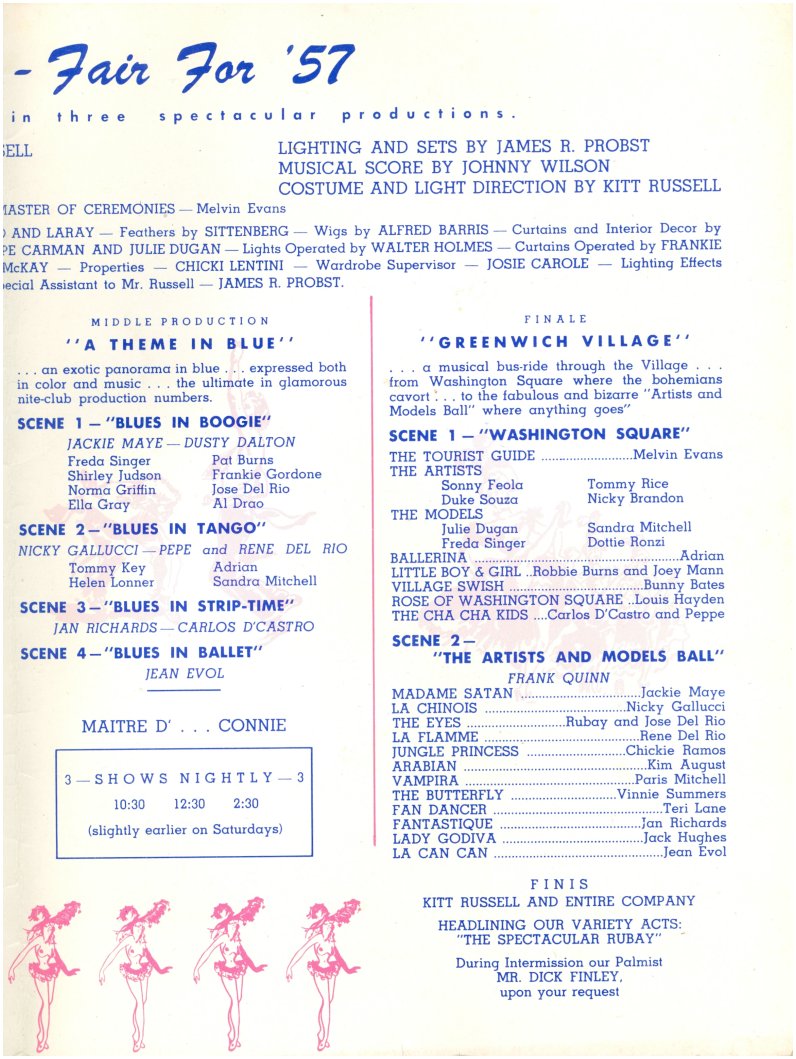 - Fair For '57
in three spectacular productions.
SELL
LIGHTING AND SETS BY JAMES R. PROBST
MUSICAL SCORE BY JOHNNY WILSON
COSTUME AND LIGHT DIRECTION BY KITT RUSSELL
MASTER OF CEREMONIES — Melvin Evans
AND LARAY — Feathers by SITTENBERG — Wigs by ALFRED BARRIS — Curtains and Interior Decor by
PE CARMAN AND JULIE DUGAN — Lights Operated by WALTER HOLMES — Curtains Operated by FRANKIE
McKAY — Properties — CHICKI LENTINI — Wardrobe Supervisor — JOSIE CAROLE — Lighting Effects
ecial Assistant to Mr. Russell — JAMES R. PROBST.
MIDDLE PRODUCTION
"A THEME IN BLUE"
. . . an exotic panorama in blue . . . expressed both
in color and music . . . the ultimate in glamorous
nite-club production numbers.
SCENE 1 — "BLUES IN BOOGIE"
JACKIE MAYE — DUSTY DALTON
Freda Singer Pat Burns
Shirley Judson Frankie Gordone
Norma Griffin Jose Del Rio
Ella Gray Al Drao
SCENE 2 — "BLUES IN TANGO"
NICKY GALLUCCI — PEPE and RENE DEL RIO
Tommy Key Adrian
Helen Lonner Sandra Mitchell
SCENE 3 — "BLUES IN STRIP-TIME"
JAN RICHARDS — CARLOS D'CASTRO
SCENE 4 — "BLUES IN BALLET"
JEAN EVOL
MAITRE D' . . . CONNIE
3 — SHOWS NIGHTLY — 3
10:30 12:30 2:30
(slightly earlier on Saturdays)
FINALE
"GREENWICH VILLAGE"
. . . a musical bus-ride through the Village . . .
from Washington Square where the bohemians
cavort . . . to the fabulous and bizarre "Artists and
Models Ball" where anything goes"
SCENE 1 — "WASHINGTON SQUARE"
THE TOURIST GUIDE ........................Melvin Evans
THE ARTISTS
Sonny Feola Tommy Rice
Duke Souza Nicky Brandon
THE MODELS
Julie Dugan Sandra Mitchell
Freda Singer Dottie Ronzi
BALLERINA .....................................................Adrian
LITTLE BOY & GIRL ..Robbie Burns and Joey Mann
VILLAGE SWISH ...................................Bunny Bates
ROSE OF WASHINGTON SQUARE ..Louis Hayden
THE CHA CHA KIDS ....Carlos D'Castro and Peppe
SCENE 2 —
"THE ARTISTS AND MODELS BALL"
FRANK QUINN
MADAME SATAN ...............................Jackie Maye
LA CHINOIS ......................................Nicky Gallucci
THE EYES .........................Rubay and Jose Del Rio
LA FLAMME .........................................Rene Del Rio
JUNGLE PRINCESS ..........................Chickie Ramos
ARABIAN ................................................Kim August
VAMPIRA .............................................Paris Mitchell
THE BUTTERFLY ...........................Vinnie Summers
FAN DANCER ............................................Teri Lane
FANTASTIQUE .....................................Jan Richards
LADY GODIVA ......................................Jack Hughes
LA CAN CAN ............................................Jean Evol
FINIS
KITT RUSSELL AND ENTIRE COMPANY
HEADLINING OUR VARIETY ACTS:
"THE SPECTACULAR RUBAY"
During Intermission our Palmist
MR. DICK FINLEY,
upon your request